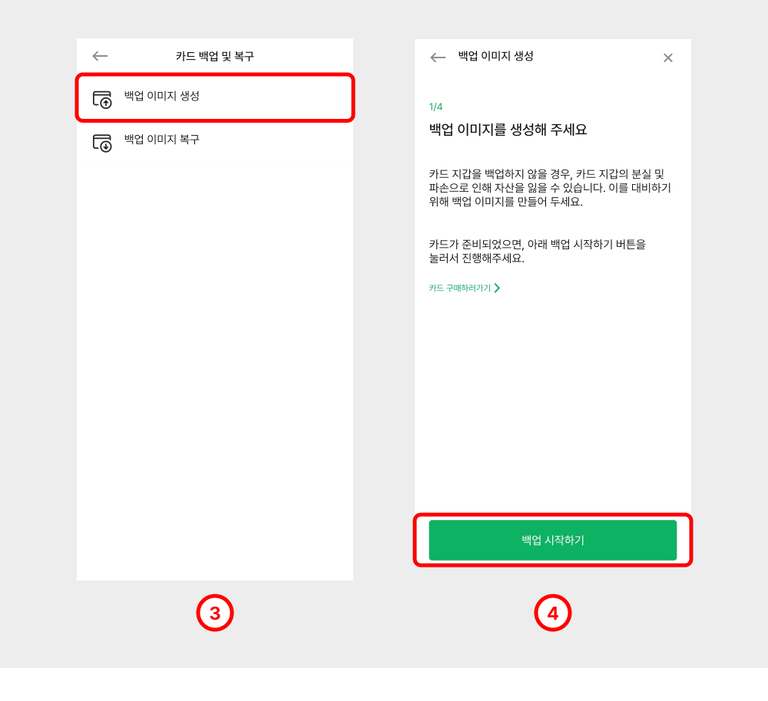 카드 백업 및 복구
백업 이미지 생성
백업 이미지 복구
3
백업 이미지 생성
1/4
백업 이미지를 생성해 주세요
카드 지갑을 백업하지 않을 경우, 카드 지갑의 분실 및
파손으로 인해 자산을 잃을 수 있습니다. 이를 대비하기
위해 백업 이미지를 만들어 두세요.
카드가 준비되었으면, 아래 백업 시작하기 버튼을
눌러서 진행해주세요.
카드 구매하러가기
백업 시작하기
4